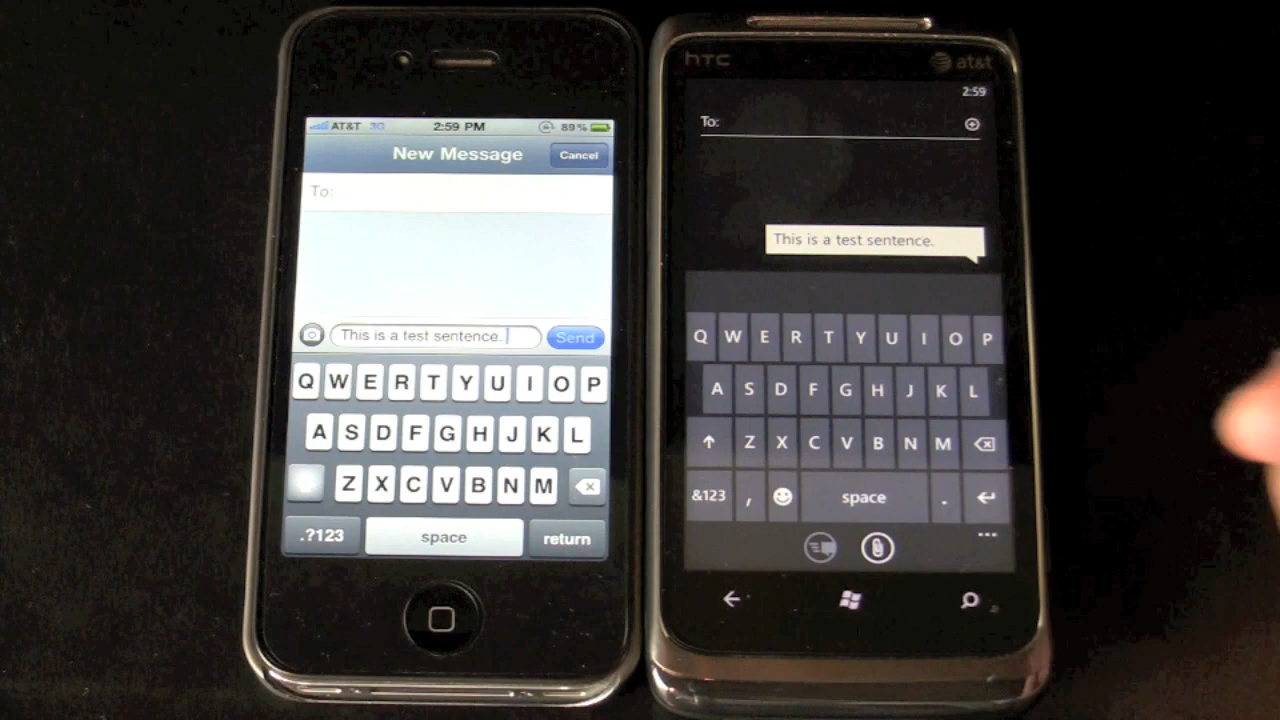 AT&T 3G 2:59 PM 89%
New Message Cancel
To:
This is a test sentence. Send
Q W E R T Y U I O P
A S D F G H J K L
Z X C V B N M
.?123 space return
hTC at&t
2:59
To:
This is a test sentence.
Q W E R T Y U I O P
A S D F G H J K L
Z X C V B N M
&123 , space .